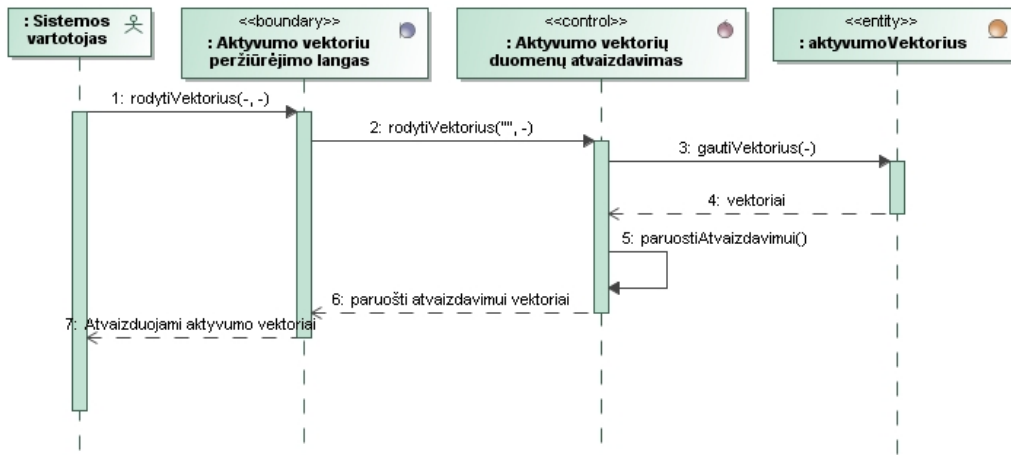 : Sistemos
vartotojas
<<boundary>>
: Aktyvumo vektoriu
peržiūrėjimo langas
<<control>>
: Aktyvumo vektorių
duomenų atvaizdavimas
<<entity>>
: aktyvumoVektorius
1: rodytiVektorius(-, -)
2: rodytiVektorius("", -)
3: gautiVektorius(-)
4: vektoriai
5: paruostiAtvaizdavimui()
6: paruošti atvaizdavimui vektoriai
7: Atvaizduojami aktyvumo vektoriai